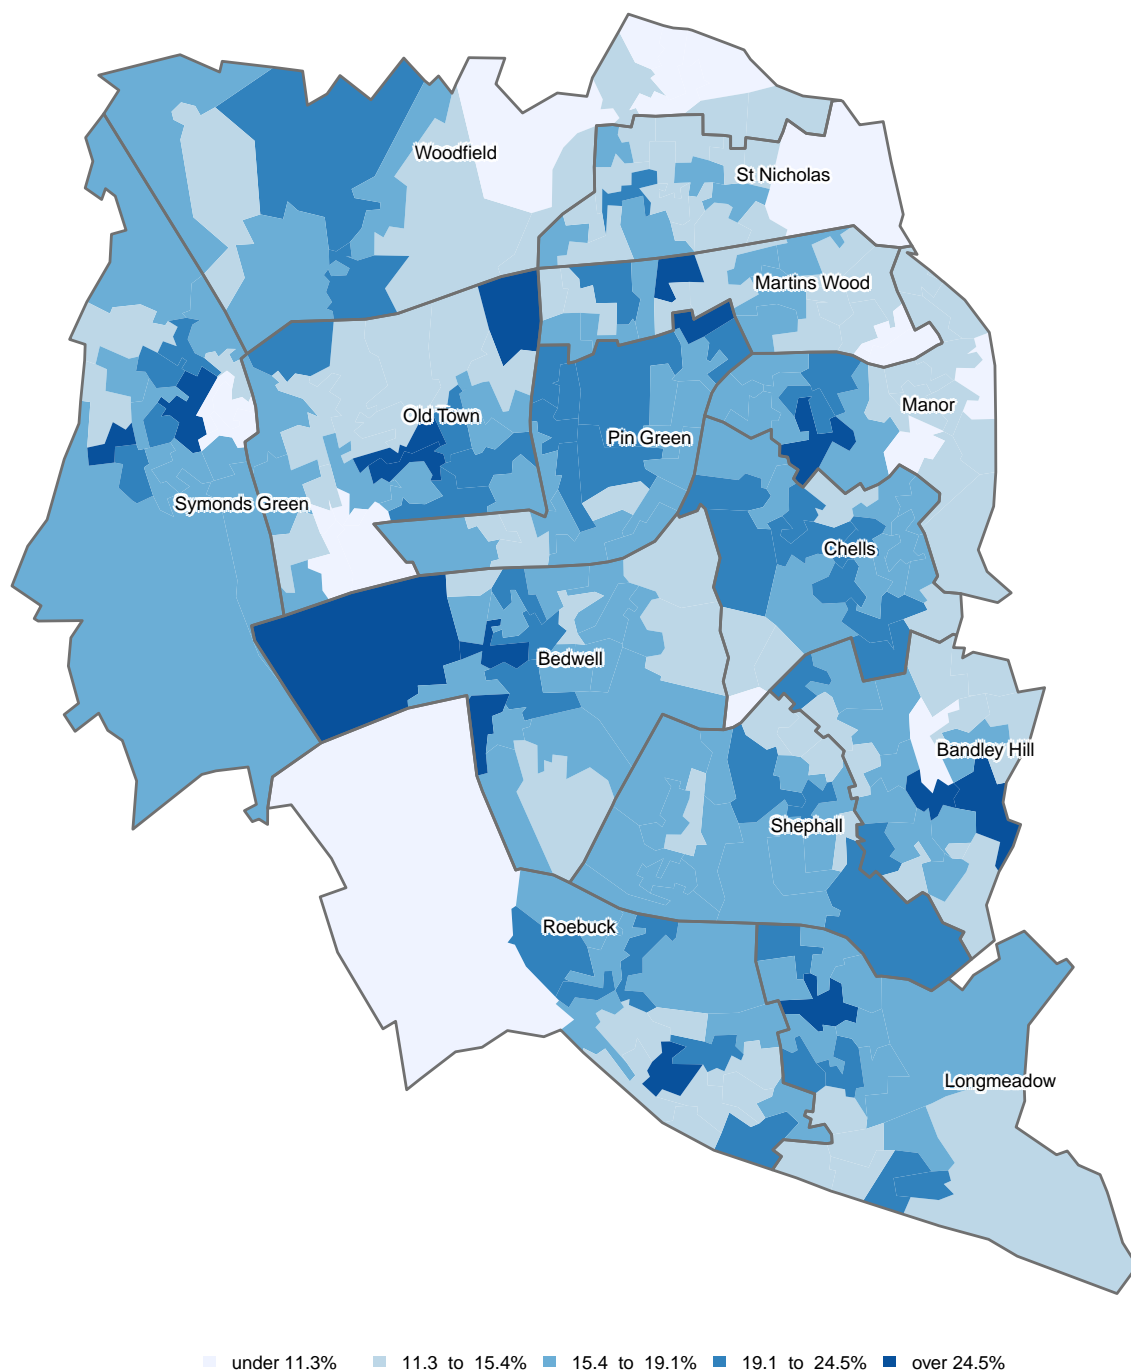 Woodfield
St Nicholas
Martins Wood
Manor
Old Town
Pin Green
Symonds Green
Chells
Bedwell
Bandley Hill
Shephall
Roebuck
Longmeadow
under 11.3% 11.3 to 15.4% 15.4 to 19.1% 19.1 to 24.5% over 24.5%